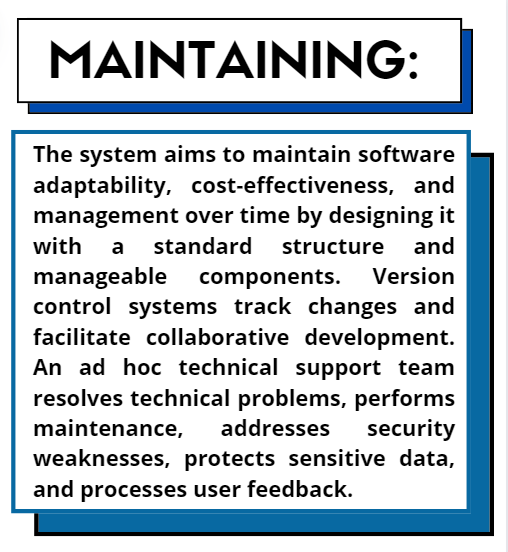 MAINTAINING:
The system aims to maintain software
adaptability, cost-effectiveness, and
management over time by designing it
with a standard structure and
manageable components. Version
control systems track changes and
facilitate collaborative development.
An ad hoc technical support team
resolves technical problems, performs
maintenance, addresses security
weaknesses, protects sensitive data,
and processes user feedback.